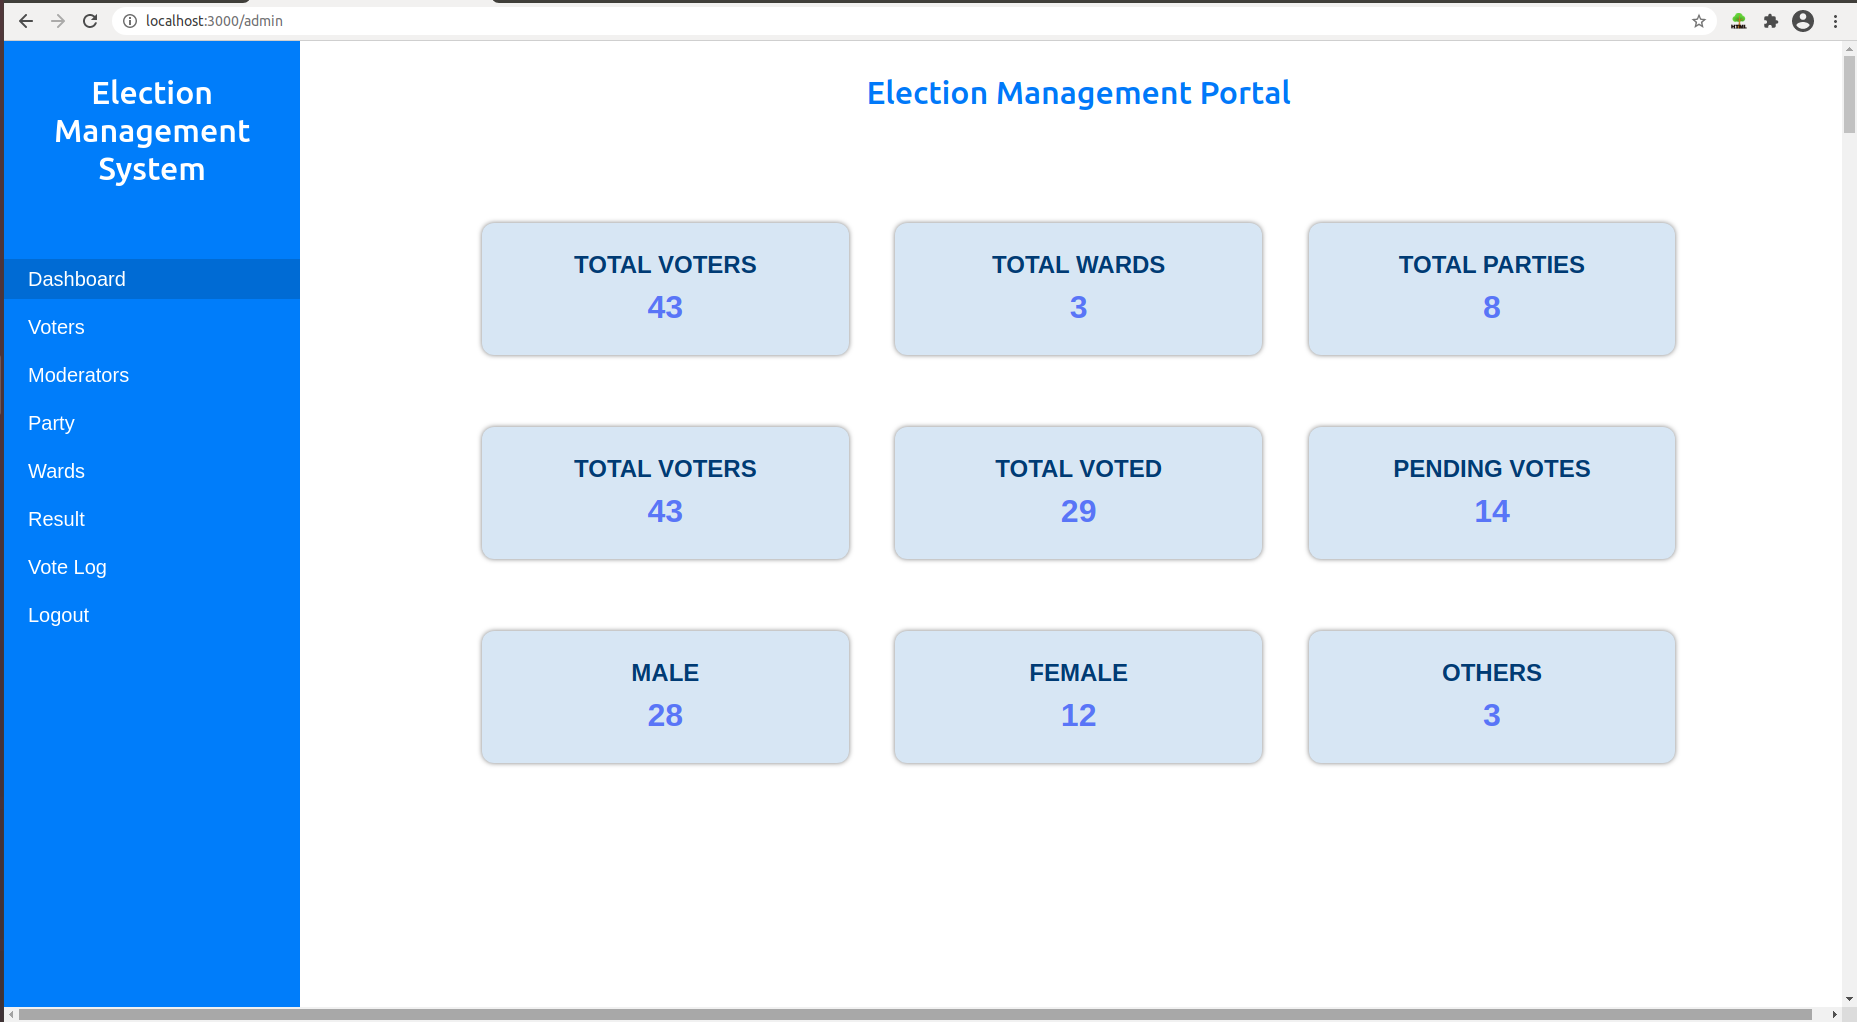 localhost:3000/admin
HTML
Election
Management
System
Dashboard
Voters
Moderators
Party
Wards
Result
Vote Log
Logout
Election Management Portal
TOTAL VOTERS
43
TOTAL WARDS
3
TOTAL PARTIES
8
TOTAL VOTERS
43
TOTAL VOTED
29
PENDING VOTES
14
MALE
28
FEMALE
12
OTHERS
3